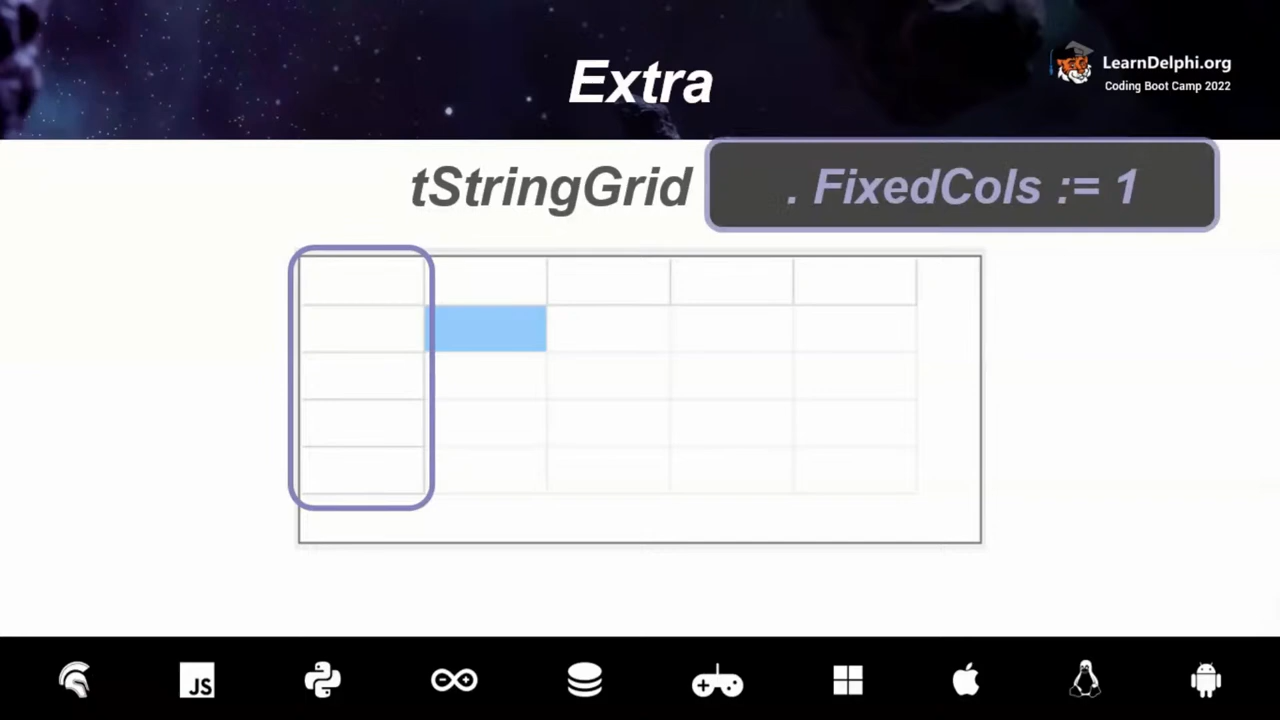 Extra
LearnDelphi.org
Coding Boot Camp 2022
tStringGrid . FixedCols := 1
JS